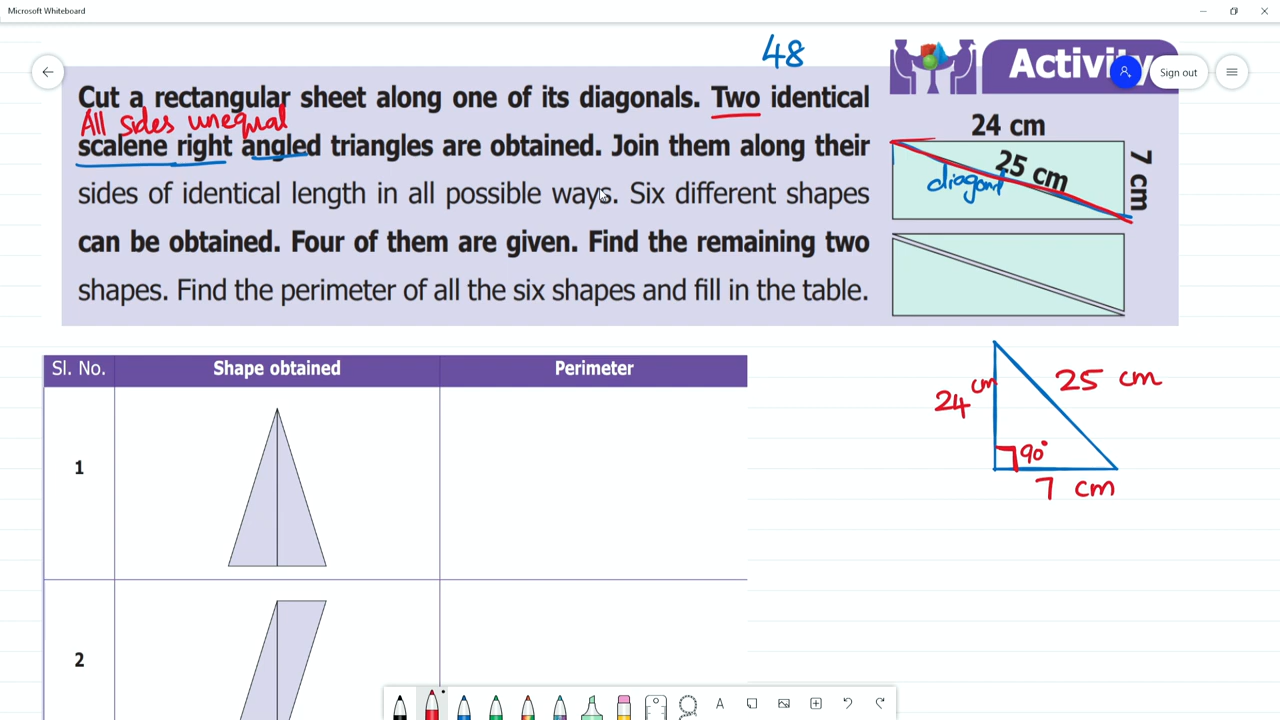 Microsoft Whiteboard
48
Activity
Sign out
Cut a rectangular sheet along one of its diagonals. Two identical
All sides unequal
scalene right angled triangles are obtained. Join them along their
sides of identical length in all possible ways. Six different shapes
can be obtained. Four of them are given. Find the remaining two
shapes. Find the perimeter of all the six shapes and fill in the table.
24 cm
25 cm
7 cm
diagonal
Sl. No. Shape obtained Perimeter
1
2
24 cm
25 cm
90°
7 cm
A